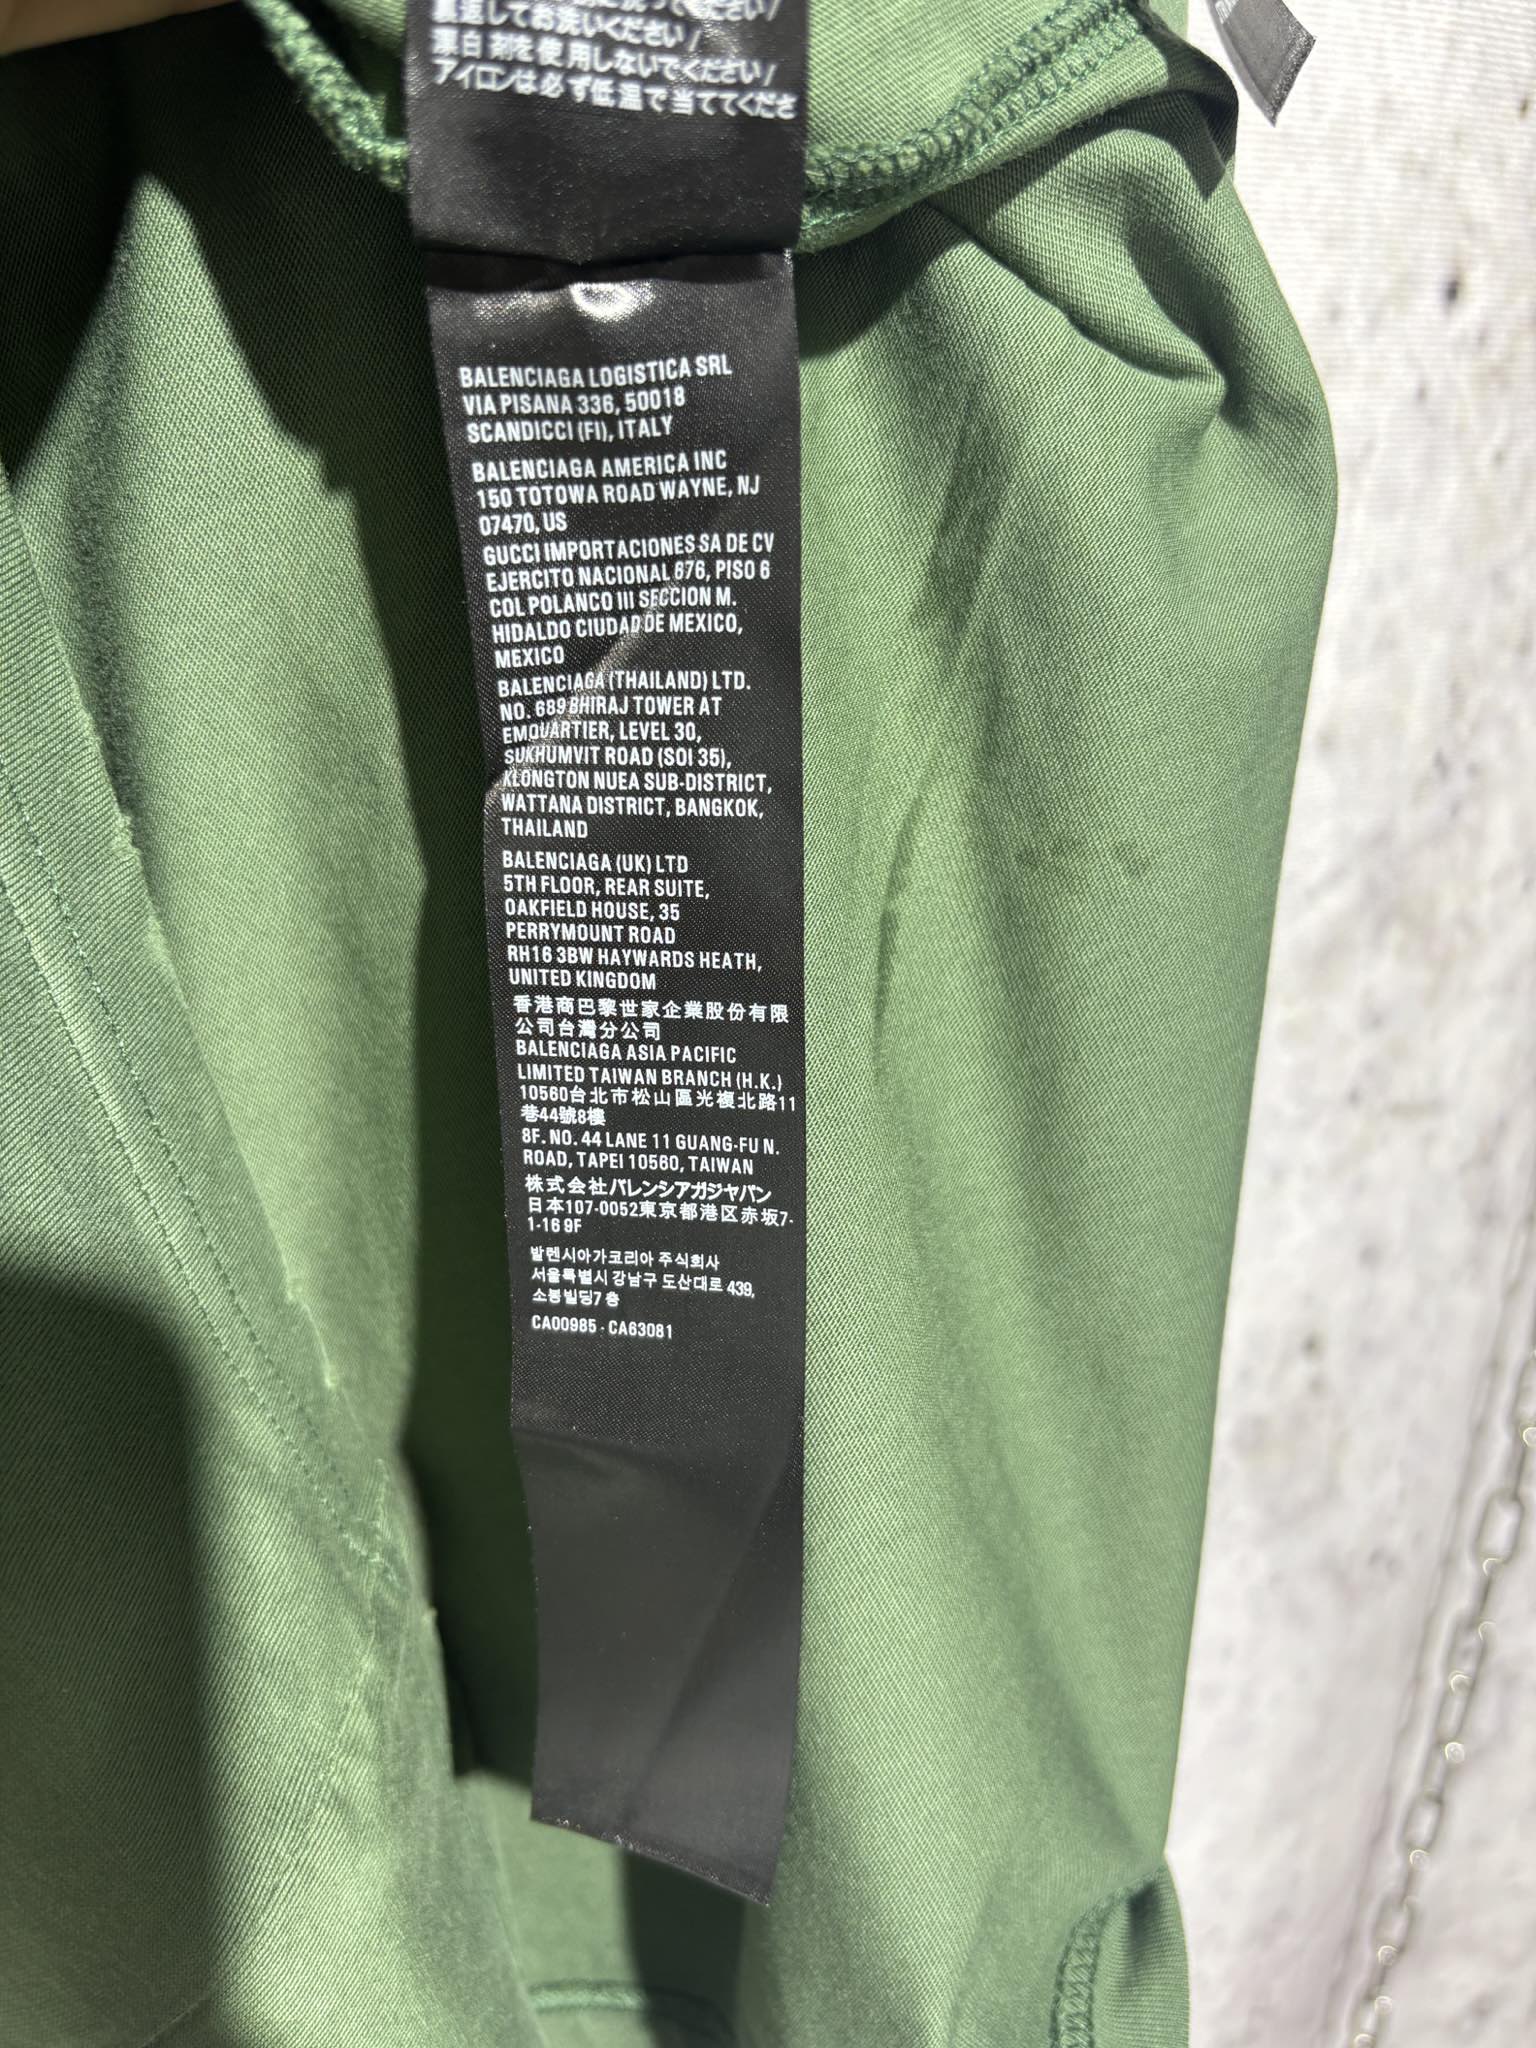 裏返してお洗いください/
漂白剤を使用しないでください/
アイロンは必ず低温で当ててくださ
BALENCIAGA LOGISTICA SRL
VIA PISANA 336, 50018
SCANDICCI (FI), ITALY
BALENCIAGA AMERICA INC
150 TOTOWA ROAD WAYNE, NJ
07470, US
GUCCI IMPORTACIONES SA DE CV
EJERCITO NACIONAL 676, PISO 6
COL POLANCO III SECCION M.
HIDALDO CIUDAD DE MEXICO,
MEXICO
BALENCIAGA (THAILAND) LTD.
NO. 689 BHIRAJ TOWER AT
EMQUARTIER, LEVEL 30,
SUKHUMVIT ROAD (SOI 35),
KLONGTON NUEA SUB-DISTRICT,
WATTANA DISTRICT, BANGKOK,
THAILAND
BALENCIAGA (UK) LTD
5TH FLOOR, REAR SUITE,
OAKFIELD HOUSE, 35
PERRYMOUNT ROAD
RH16 3BW HAYWARDS HEATH,
UNITED KINGDOM
香港商巴黎世家企業股份有限
公司台灣分公司
BALENCIAGA ASIA PACIFIC
LIMITED TAIWAN BRANCH (H.K.)
10560台北市松山區光複北路11
巷44號8樓
8F. NO. 44 LANE 11 GUANG-FU N.
ROAD, TAPEI 10560, TAIWAN
株式会社バレンシアガジャパン
日本107-0052東京都港区赤坂7-
1-16 9F
발렌시아가코리아 주식회사
서울특별시 강남구 도산대로 439,
소봉빌딩7 층
CA00985 - CA63081